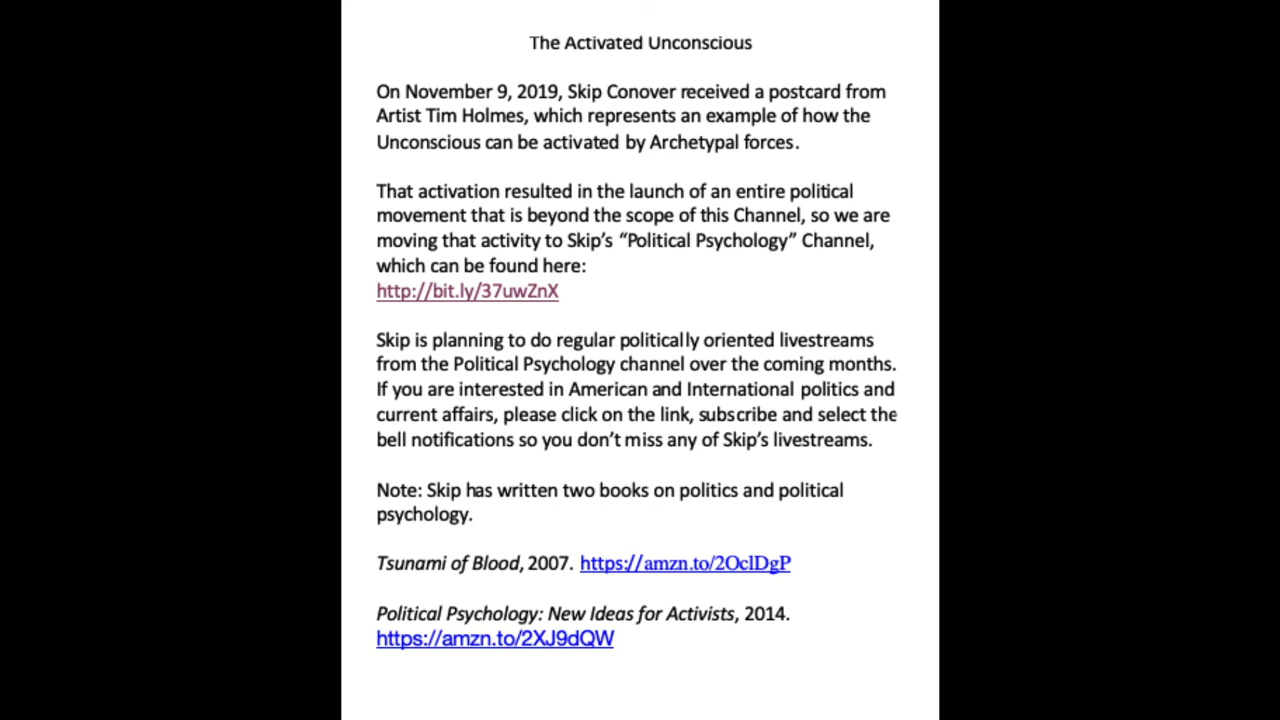 The Activated Unconscious
On November 9, 2019, Skip Conover received a postcard from
Artist Tim Holmes, which represents an example of how the
Unconscious can be activated by Archetypal forces.
That activation resulted in the launch of an entire political
movement that is beyond the scope of this Channel, so we are
moving that activity to Skip’s “Political Psychology” Channel,
which can be found here:
http://bit.ly/37uwZnX
Skip is planning to do regular politically oriented livestreams
from the Political Psychology channel over the coming months.
If you are interested in American and International politics and
current affairs, please click on the link, subscribe and select the
bell notifications so you don’t miss any of Skip’s livestreams.
Note: Skip has written two books on politics and political
psychology.
Tsunami of Blood, 2007. https://amzn.to/2OclDgP
Political Psychology: New Ideas for Activists, 2014.
https://amzn.to/2XJ9dQW